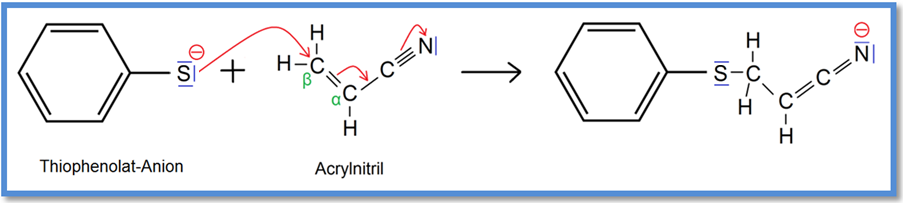 H
H
S
⊖
+
C
C
N
β
α
C
H
→
S
H
C
H
C
H
C
N
⊖
Thiophenolat-Anion
Acrylnitril